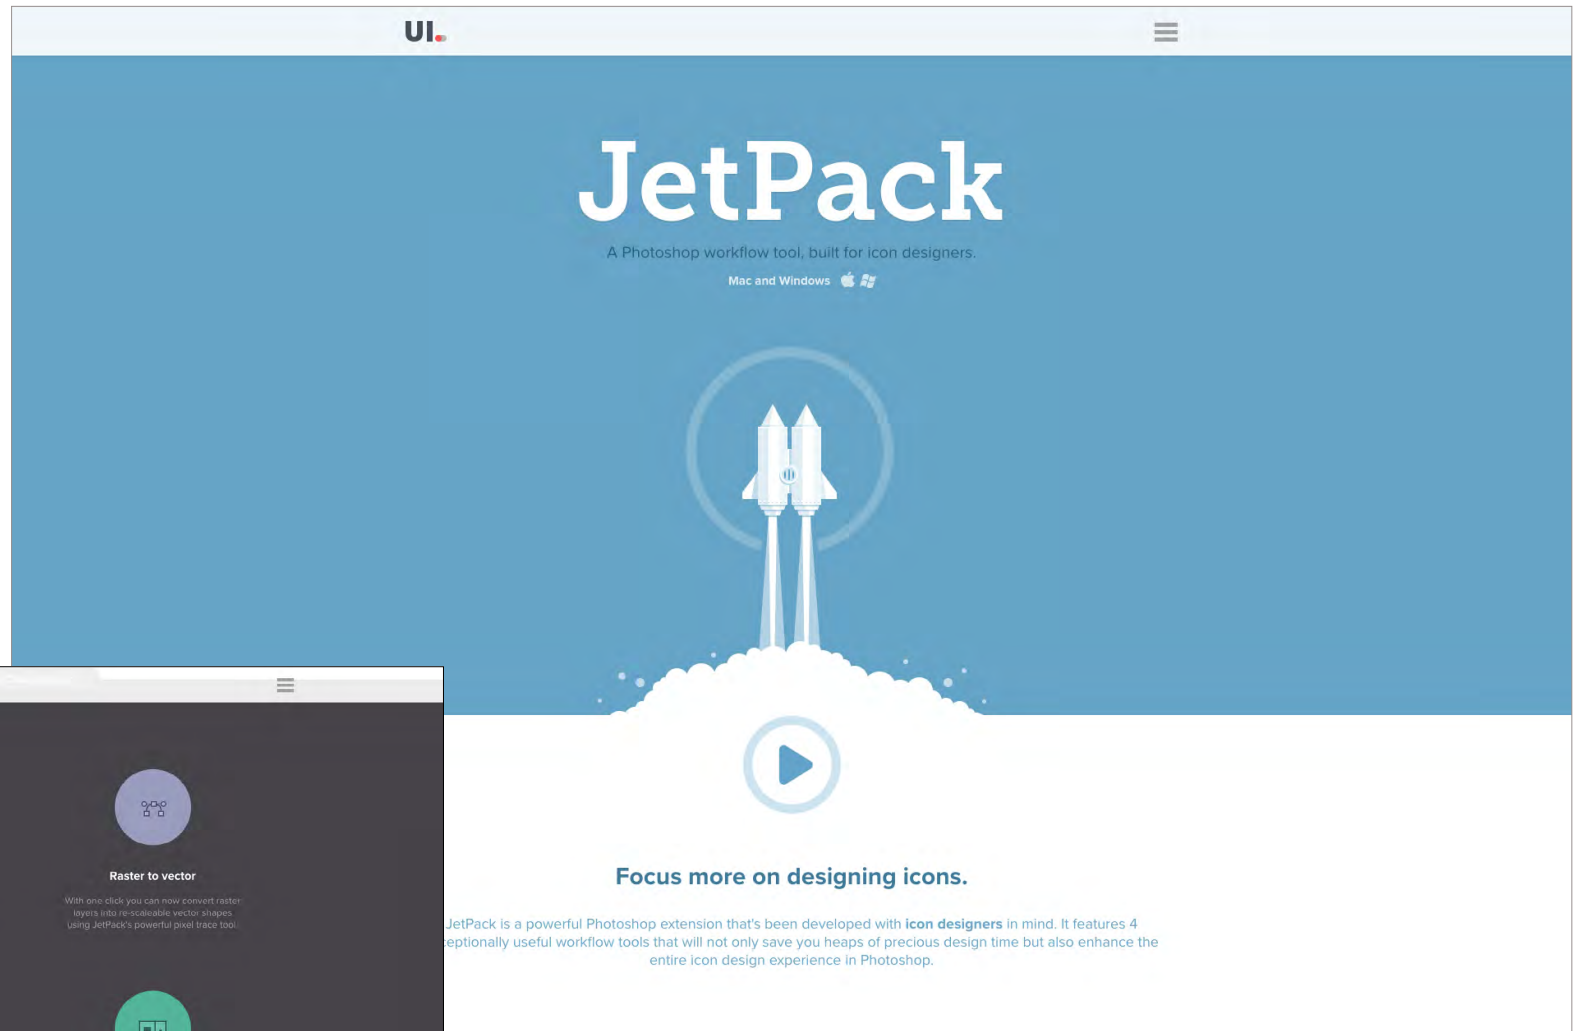 UI
JetPack
A Photoshop workflow tool, built for icon designers.
Mac and Windows
Focus more on designing icons.
JetPack is a powerful Photoshop extension that's been developed with icon designers in mind. It features 4
ceptionally useful workflow tools that will not only save you heaps of precious design time but also enhance the
entire icon design experience in Photoshop.
Raster to vector
With one click you can now convert raster
layers into re-scaleable vector shapes
using JetPack's powerful pixel trace tool.